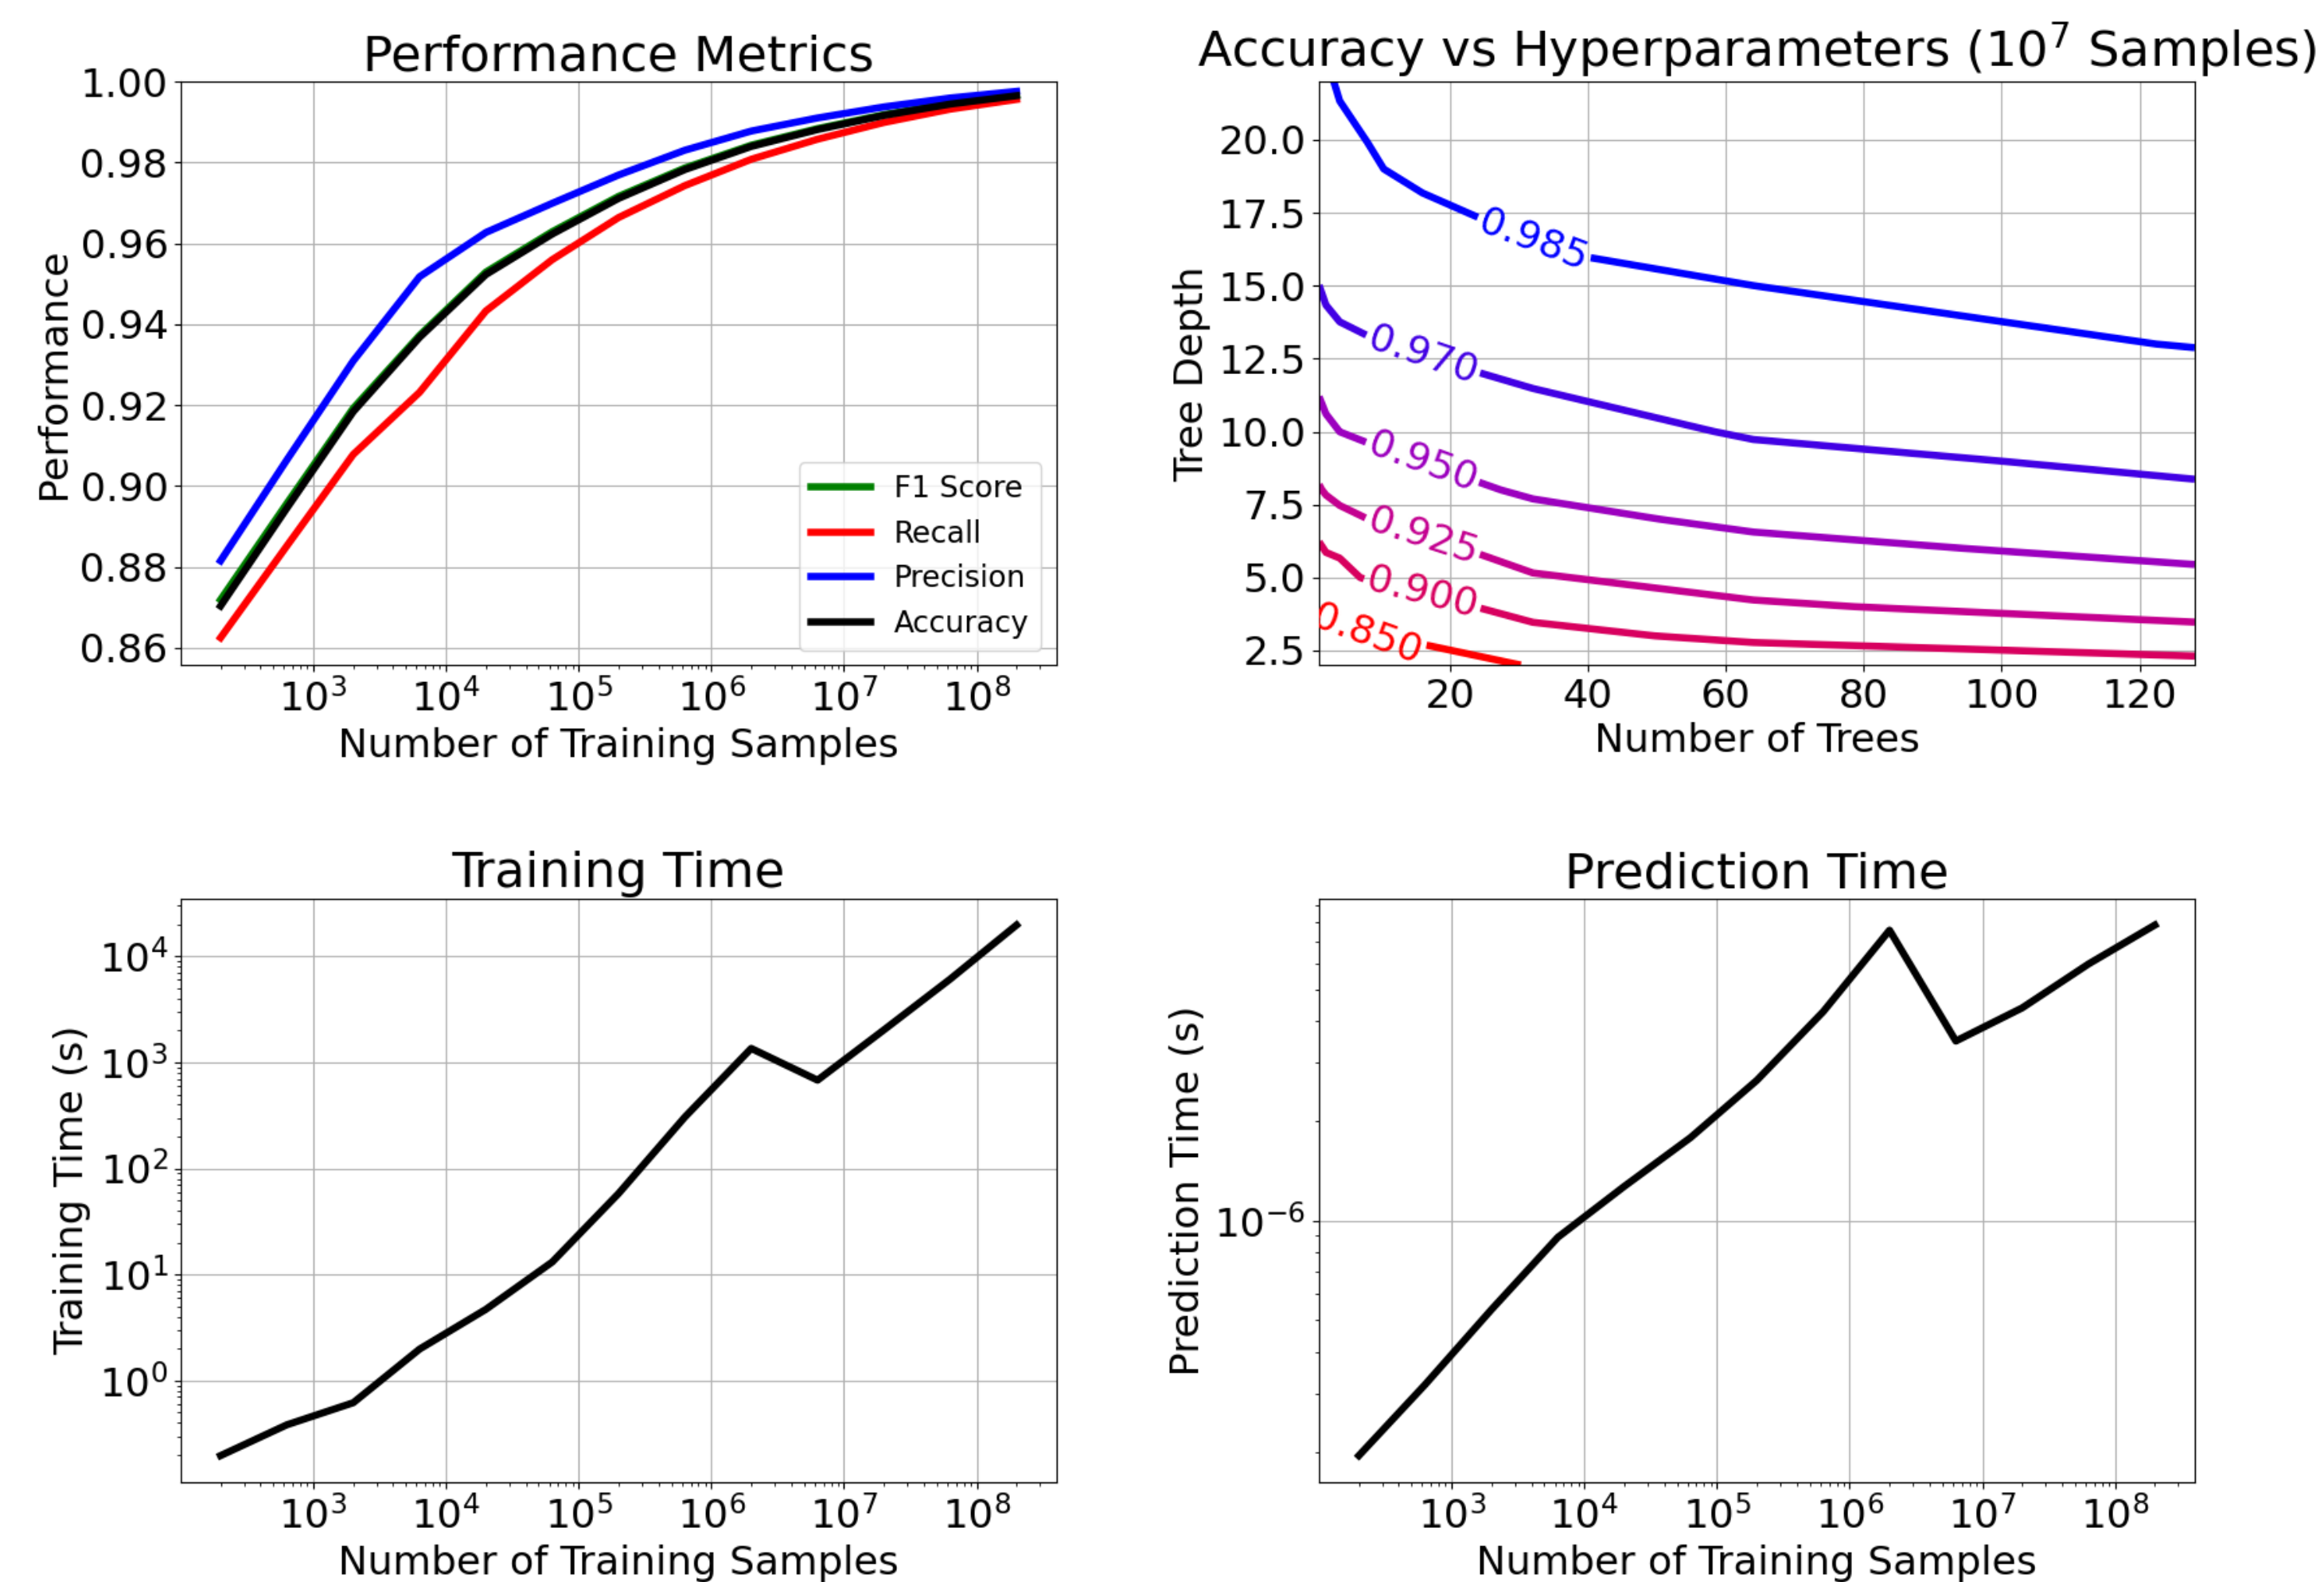 Performance Metrics
1.00
0.98
0.96
0.94
0.92
0.90
0.88
0.86
Performance
F1 Score
Recall
Precision
Accuracy
10³ 10⁴ 10⁵ 10⁶ 10⁷ 10⁸
Number of Training Samples
Accuracy vs Hyperparameters (10⁷ Samples)
20.0
17.5
15.0
12.5
10.0
7.5
5.0
2.5
Tree Depth
0.985
0.970
0.950
0.925
0.900
0.850
20 40 60 80 100 120
Number of Trees
Training Time
10⁴
10³
10²
10¹
10⁰
Training Time (s)
10³ 10⁴ 10⁵ 10⁶ 10⁷ 10⁸
Number of Training Samples
Prediction Time
10⁻⁶
Prediction Time (s)
10³ 10⁴ 10⁵ 10⁶ 10⁷ 10⁸
Number of Training Samples